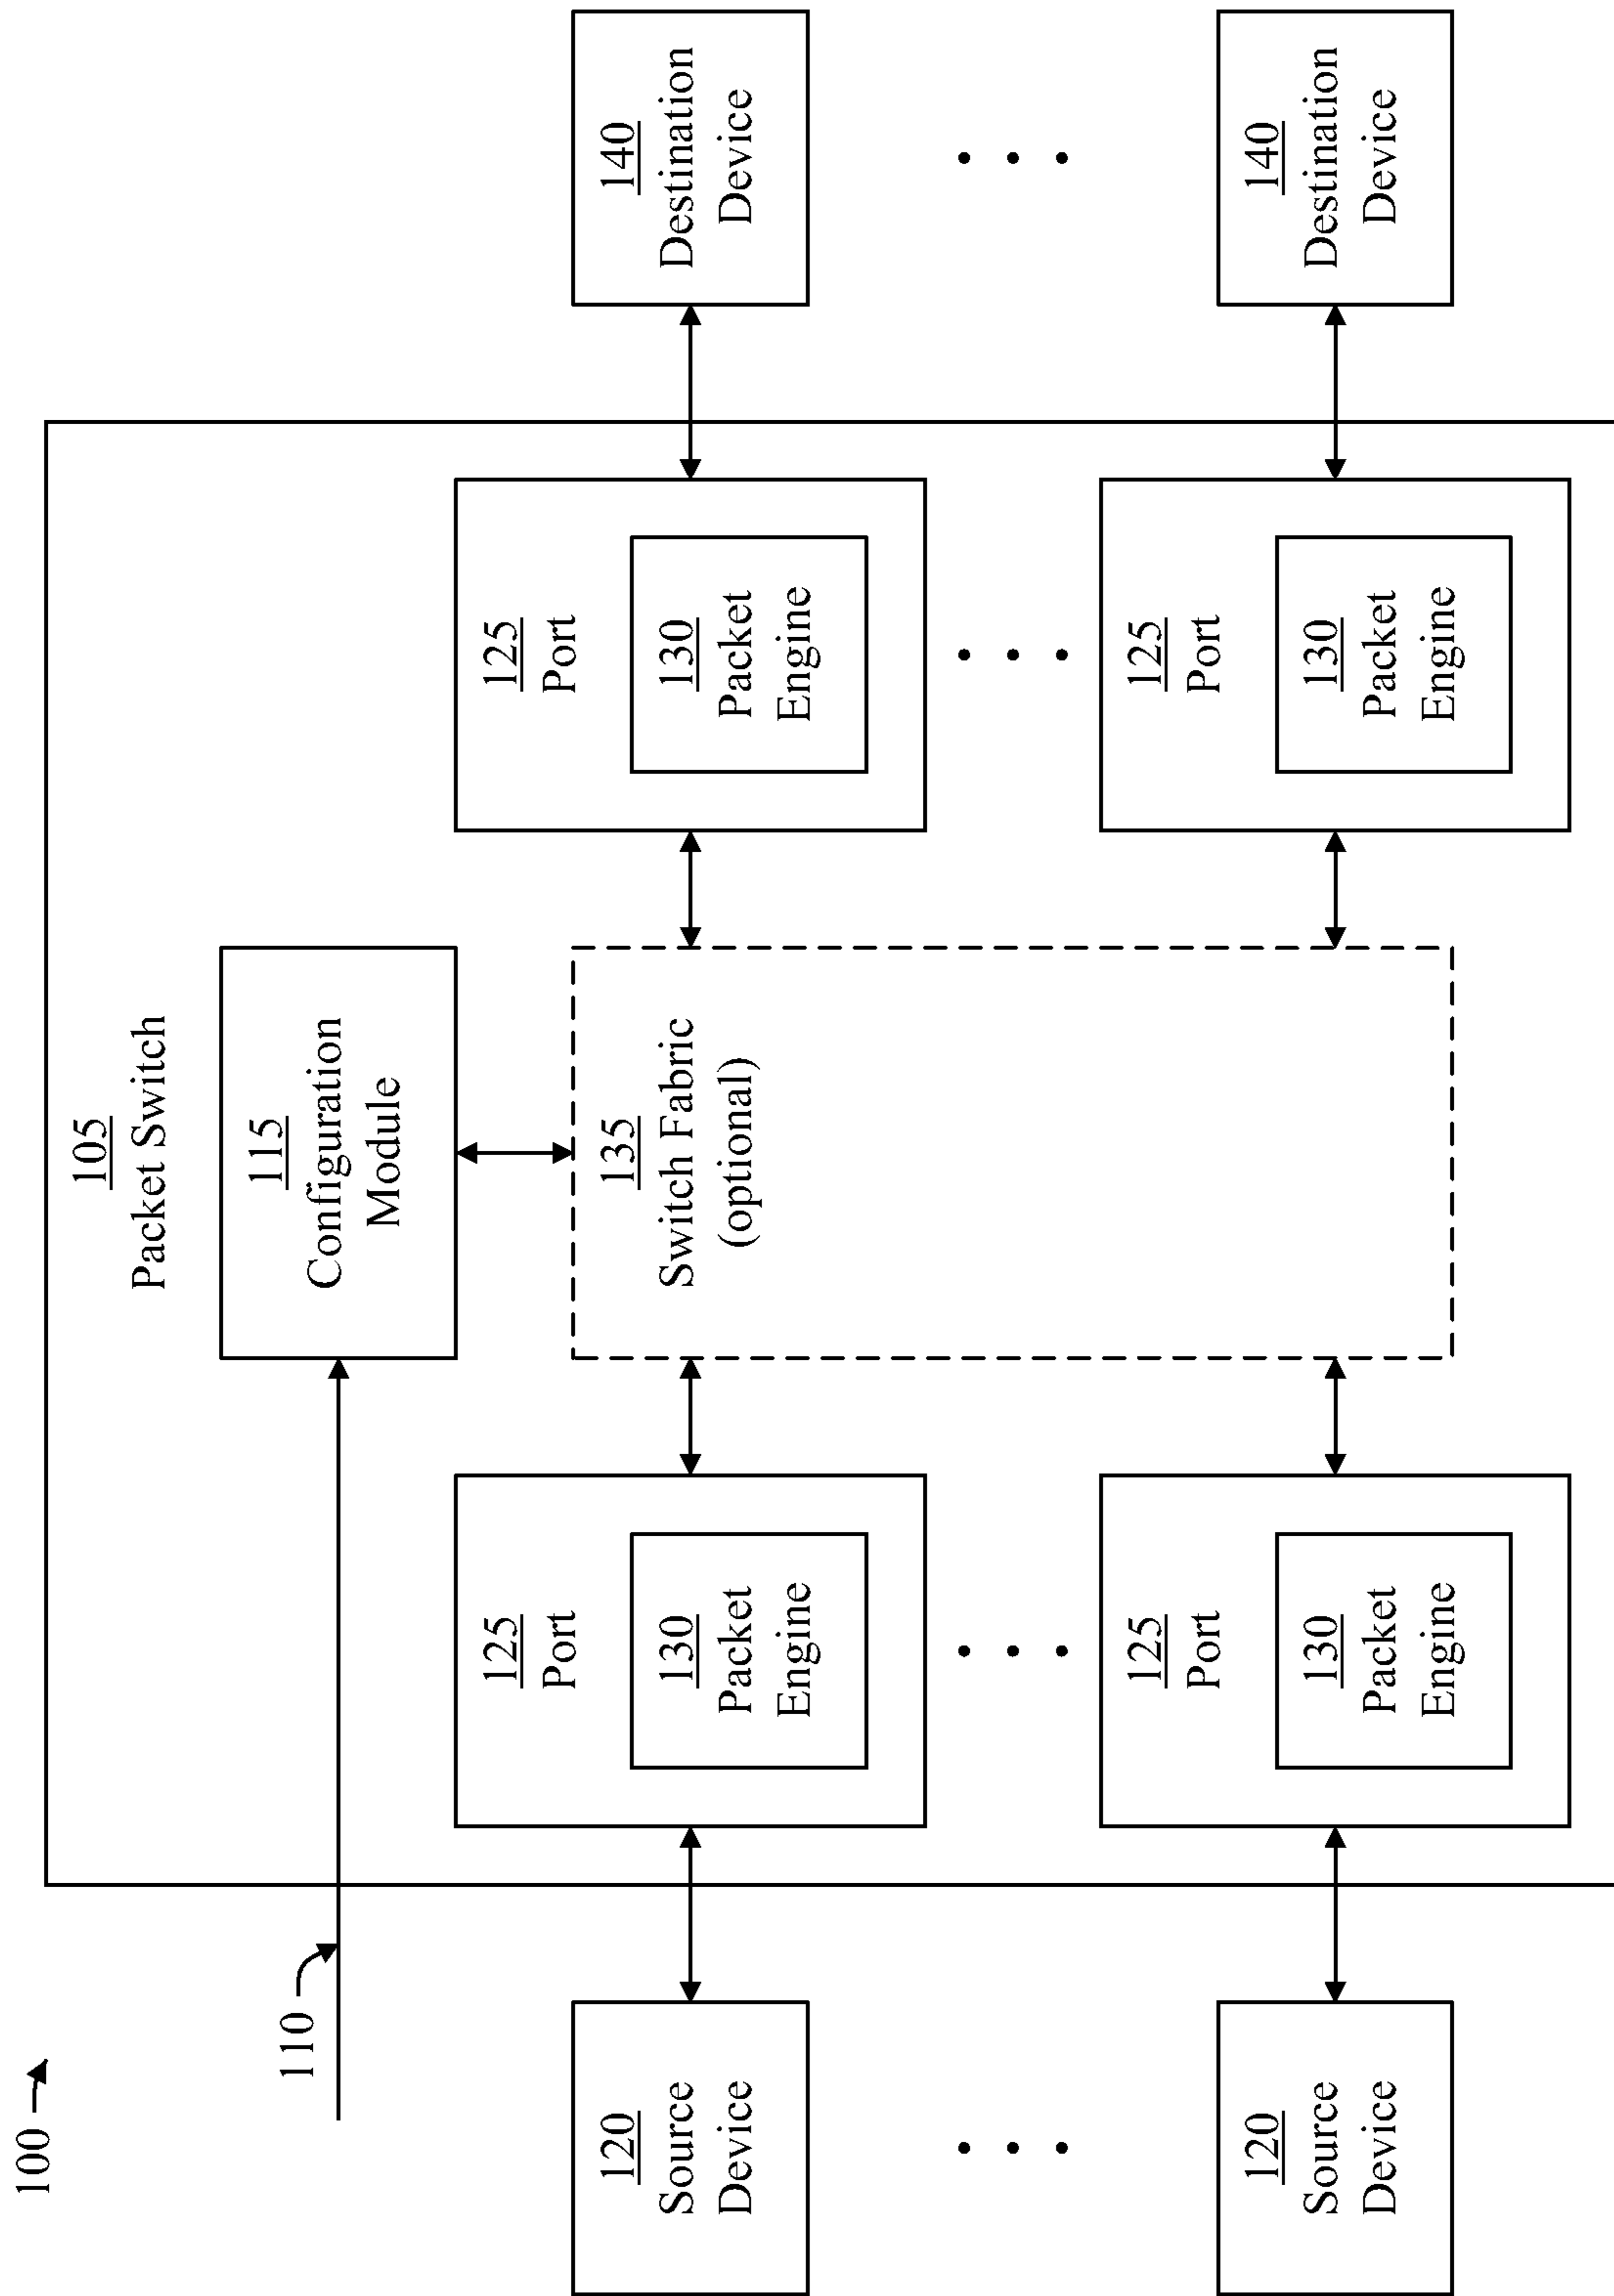 100
105
Packet Switch
110
115
Configuration
Module
120
Source
Device
125
Port
130
Packet
Engine
135
Switch Fabric
(optional)
125
Port
130
Packet
Engine
140
Destination
Device
120
Source
Device
125
Port
130
Packet
Engine
125
Port
130
Packet
Engine
140
Destination
Device